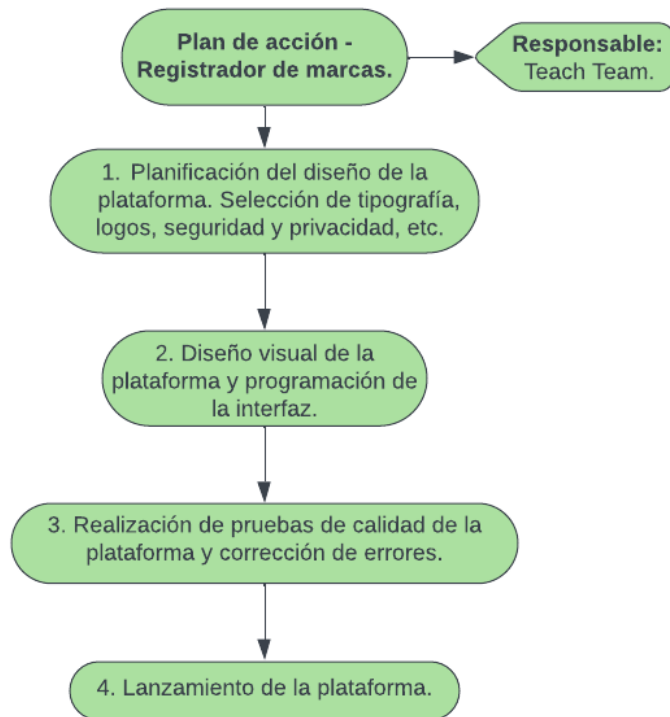 Plan de acción -
Registrador de marcas.
Responsable:
Teach Team.
1. Planificación del diseño de la
plataforma. Selección de tipografía,
logos, seguridad y privacidad, etc.
2. Diseño visual de la
plataforma y programación de
la interfaz.
3. Realización de pruebas de calidad de la
plataforma y corrección de errores.
4. Lanzamiento de la plataforma.